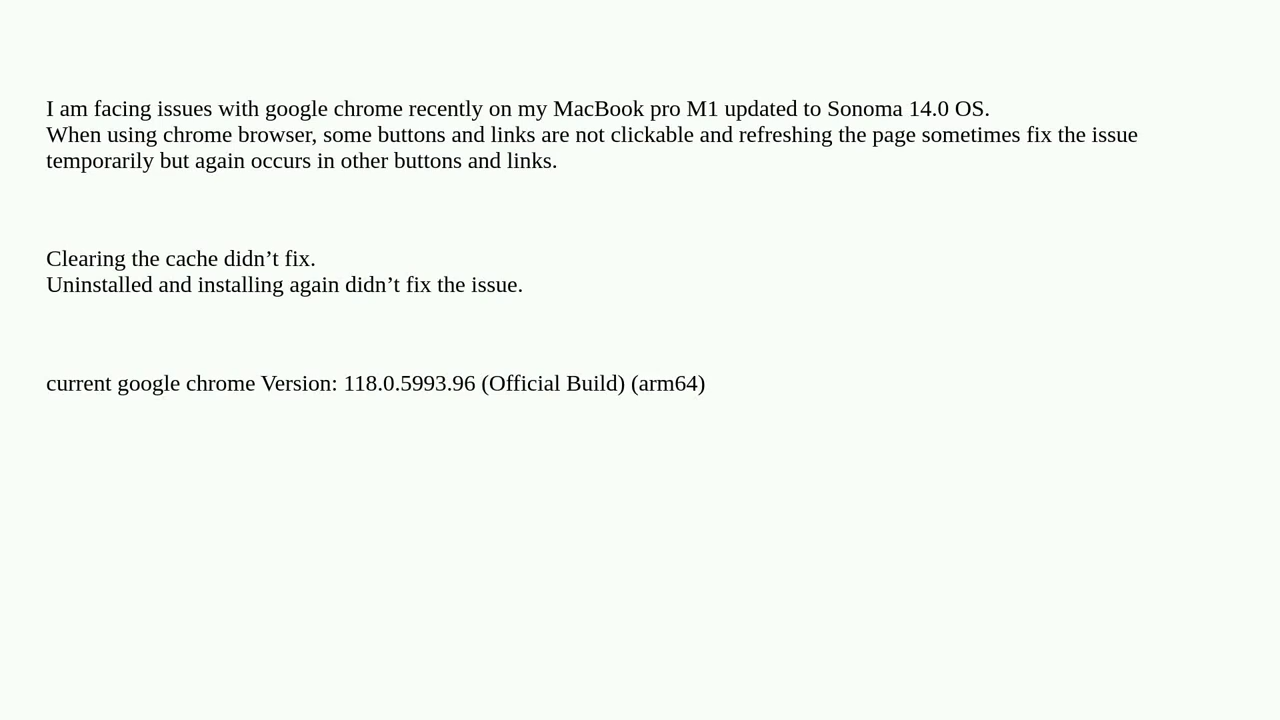 I am facing issues with google chrome recently on my MacBook pro M1 updated to Sonoma 14.0 OS.
When using chrome browser, some buttons and links are not clickable and refreshing the page sometimes fix the issue
temporarily but again occurs in other buttons and links.
Clearing the cache didn’t fix.
Uninstalled and installing again didn’t fix the issue.
current google chrome Version: 118.0.5993.96 (Official Build) (arm64)